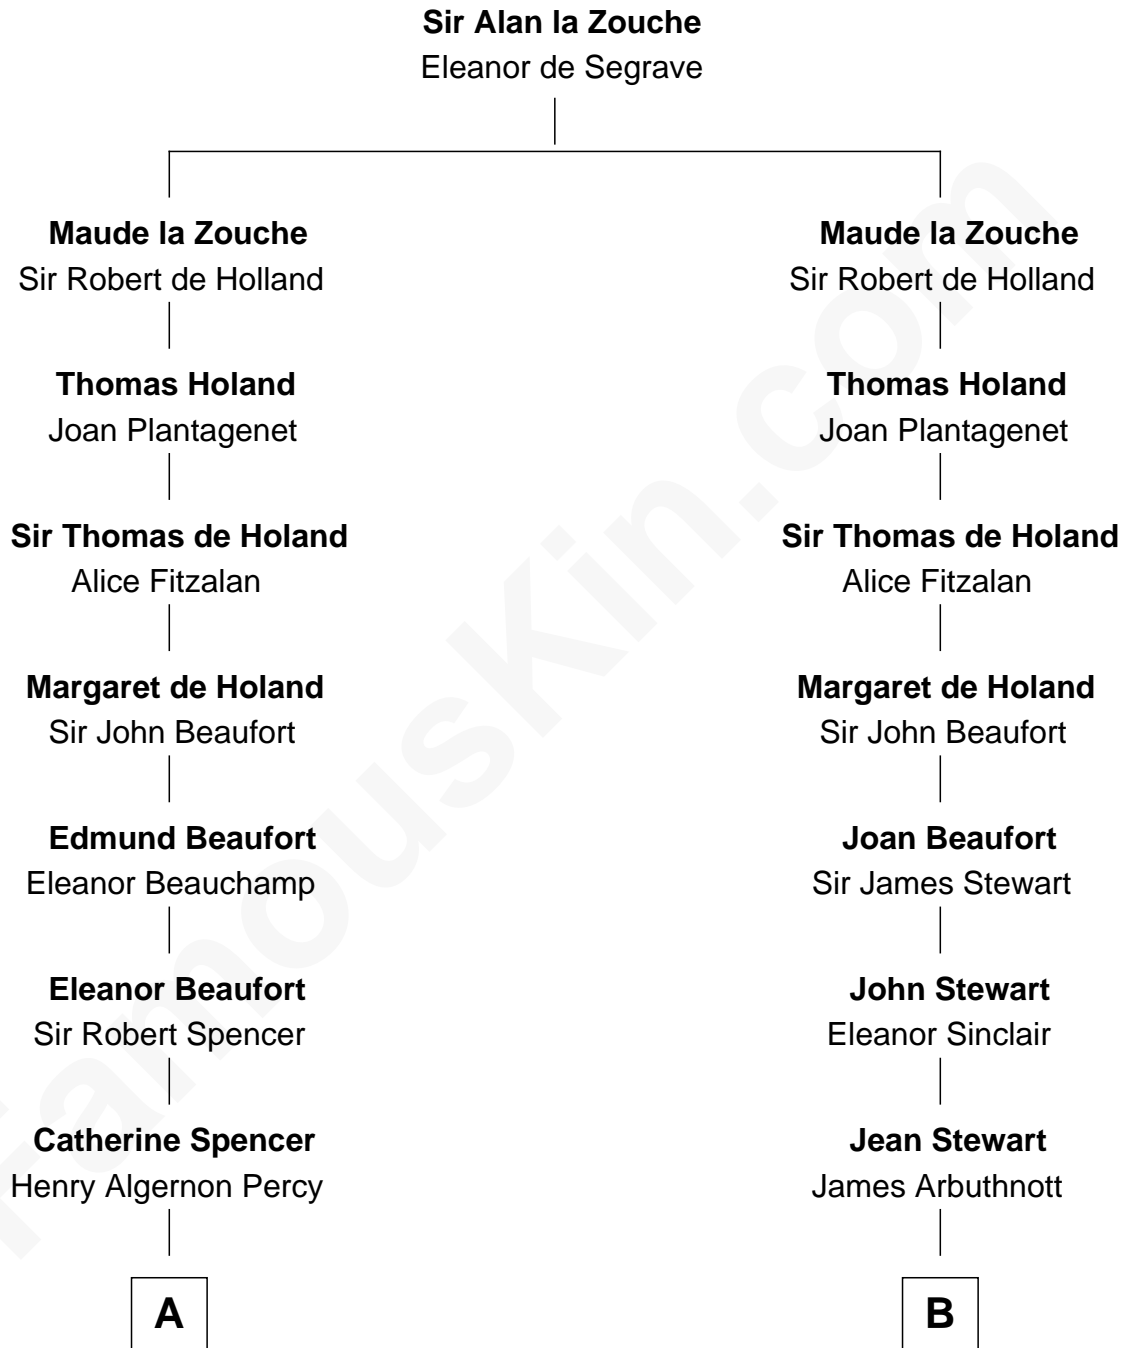 Sir Alan la Zouche
Eleanor de Segrave
Maude la Zouche
Sir Robert de Holland
Thomas Holand
Joan Plantagenet
Sir Thomas de Holand
Alice Fitzalan
Margaret de Holand
Sir John Beaufort
Edmund Beaufort
Eleanor Beauchamp
Eleanor Beaufort
Sir Robert Spencer
Catherine Spencer
Henry Algernon Percy
A
Maude la Zouche
Sir Robert de Holland
Thomas Holand
Joan Plantagenet
Sir Thomas de Holand
Alice Fitzalan
Margaret de Holand
Sir John Beaufort
Joan Beaufort
Sir James Stewart
John Stewart
Eleanor Sinclair
Jean Stewart
James Arbuthnott
B
FamousKin.com